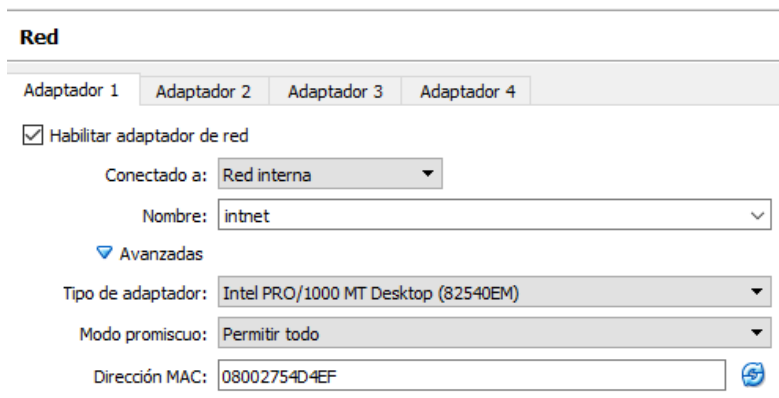 Red
Adaptador 1 Adaptador 2 Adaptador 3 Adaptador 4
Habilitar adaptador de red
Conectado a: Red interna
Nombre: intnet
Avanzadas
Tipo de adaptador: Intel PRO/1000 MT Desktop (82540EM)
Modo promiscuo: Permitir todo
Dirección MAC: 08002754D4EF